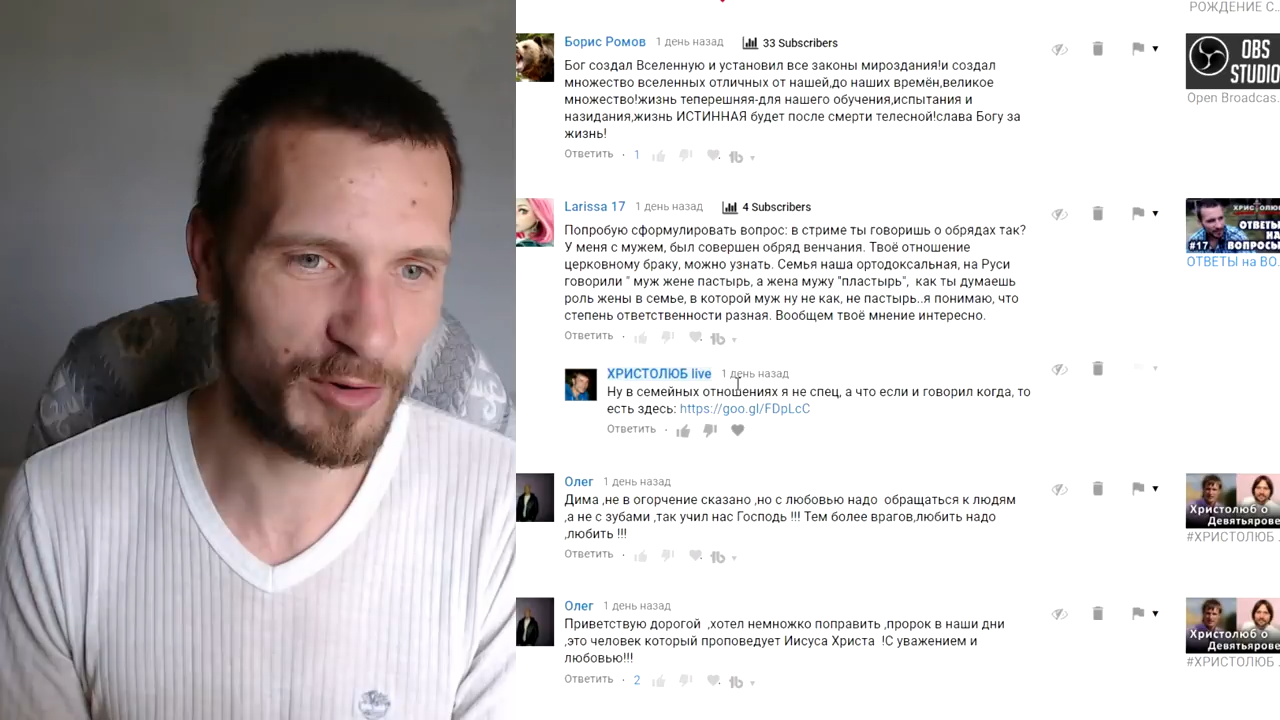 РОЖДЕНИЕ С..
Борис Ромов 1 день назад 33 Subscribers
Бог создал Вселенную и установил все законы мироздания!и создал
множество вселенных отличных от нашей,до наших времён,великое
множество!жизнь теперешняя-для нашего обучения,испытания и
назидания,жизнь ИСТИННАЯ будет после смерти телесной!слава Богу за
жизнь!
Ответить · 1
OBS
STUDIO
Open Broadcas.
Larissa 17 1 день назад 4 Subscribers
Попробую сформулировать вопрос: в стриме ты говоришь о обрядах так?
У меня с мужем, был совершен обряд венчания. Твоё отношение
церковному браку, можно узнать. Семья наша ортодоксальная, на Руси
говорили " муж жене пастырь, а жена мужу "пластырь", как ты думаешь
роль жены в семье, в которой муж ну не как, не пастырь..я понимаю, что
степень ответственности разная. Вообщем твоё мнение интересно.
Ответить ·
ХРИСТОЛЮ
ОТВЕТЫ
НА
#17 ВОПРОСЫ
ОТВЕТЫ на ВО.
ХРИСТОЛЮБ live 1 день назад
Ну в семейных отношениях я не спец, а что если и говорил когда, то
есть здесь: https://goo.gl/FDpLcC
Ответить ·
Олег 1 день назад
Дима ,не в огорчение сказано ,но с любовью надо обращаться к людям
,а не с зубами ,так учил нас Господь !!! Тем более врагов,любить надо
,любить !!!
Ответить ·
Христолюб о
Девятьярове
#ХРИСТОЛЮБ .
Олег 1 день назад
Приветствую дорогой ,хотел немножко поправить ,пророк в наши дни
,это человек который проповедует Иисуса Христа !С уважением и
любовью!!!
Ответить · 2
Христолюб о
Девятьярове
#ХРИСТОЛЮБ .